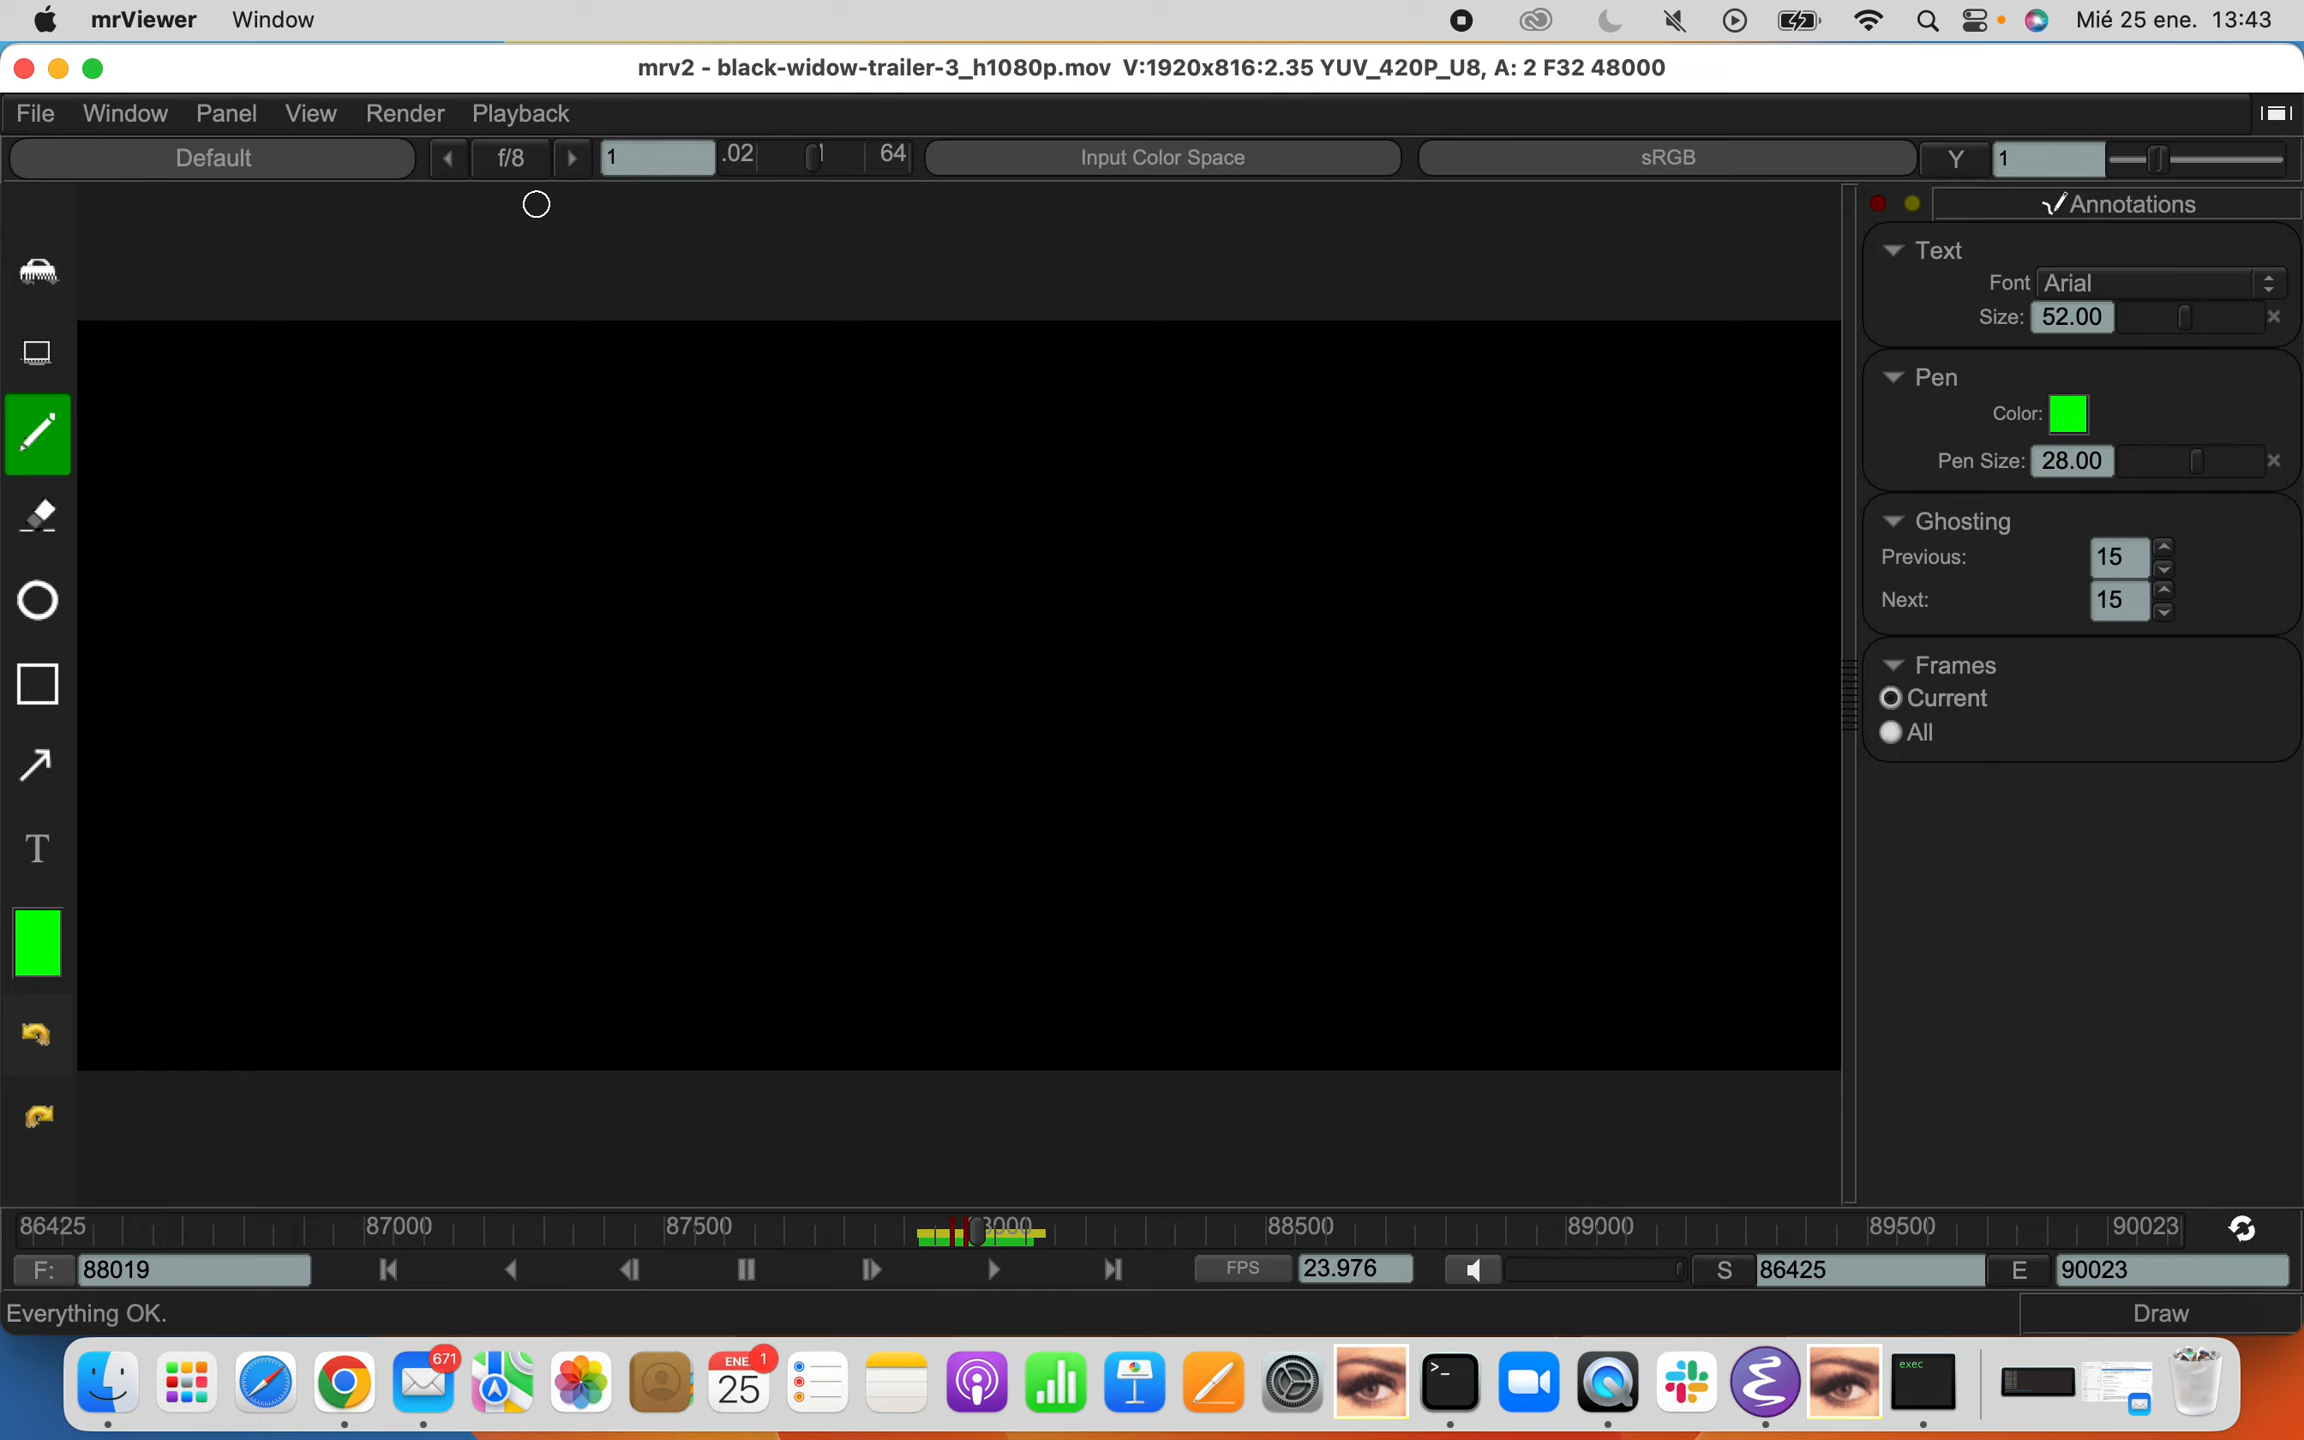 mrViewer Window Mié 25 ene. 13:43
mrv2 - black-widow-trailer-3_h1080p.mov V:1920x816:2.35 YUV_420P_U8, A: 2 F32 48000
File Window Panel View Render Playback
Default f/8 1 .02 1 64 Input Color Space sRGB Y 1
Annotations
Text
Font Arial
Size: 52.00
Pen
Color:
Pen Size: 28.00
Ghosting
Previous: 15
Next: 15
Frames
Current
All
T
86425 87000 87500 88500 89000 89500 90023
F: 88019 FPS 23.976 S 86425 E 90023
Everything OK. Draw
671
ENE. 1
25
exec